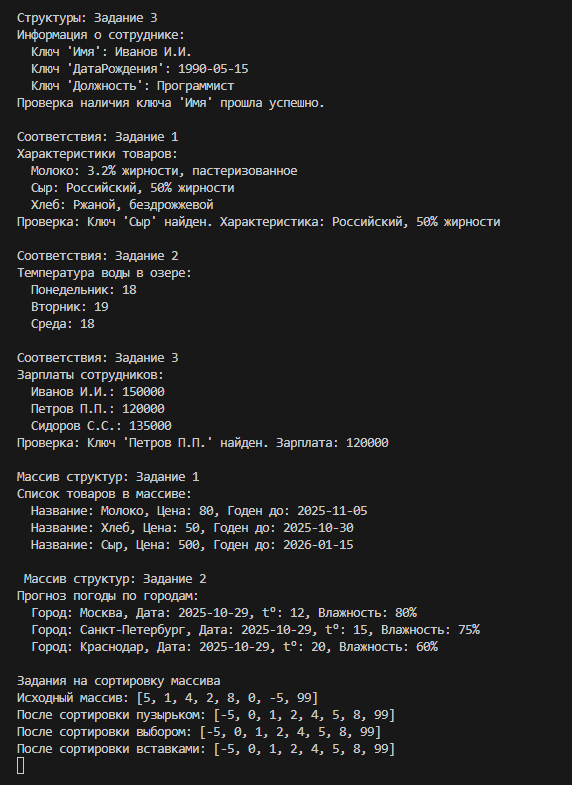 Структуры: Задание 3
Информация о сотруднике:
  Ключ 'Имя': Иванов И.И.
  Ключ 'ДатаРождения': 1990-05-15
  Ключ 'Должность': Программист
Проверка наличия ключа 'Имя' прошла успешно.

Соответствия: Задание 1
Характеристики товаров:
  Молоко: 3.2% жирности, пастеризованное
  Сыр: Российский, 50% жирности
  Хлеб: Ржаной, бездрожжевой
Проверка: Ключ 'Сыр' найден. Характеристика: Российский, 50% жирности

Соответствия: Задание 2
Температура воды в озере:
  Понедельник: 18
  Вторник: 19
  Среда: 18

Соответствия: Задание 3
Зарплаты сотрудников:
  Иванов И.И.: 150000
  Петров П.П.: 120000
  Сидоров С.С.: 135000
Проверка: Ключ 'Петров П.П.' найден. Зарплата: 120000

Массив структур: Задание 1
Список товаров в массиве:
  Название: Молоко, Цена: 80, Годен до: 2025-11-05
  Название: Хлеб, Цена: 50, Годен до: 2025-10-30
  Название: Сыр, Цена: 500, Годен до: 2026-01-15

 Массив структур: Задание 2
Прогноз погоды по городам:
  Город: Москва, Дата: 2025-10-29, t°: 12, Влажность: 80%
  Город: Санкт-Петербург, Дата: 2025-10-29, t°: 15, Влажность: 75%
  Город: Краснодар, Дата: 2025-10-29, t°: 20, Влажность: 60%

Задания на сортировку массива
Исходный массив: [5, 1, 4, 2, 8, 0, -5, 99]
После сортировки пузырьком: [-5, 0, 1, 2, 4, 5, 8, 99]
После сортировки выбором: [-5, 0, 1, 2, 4, 5, 8, 99]
После сортировки вставками: [-5, 0, 1, 2, 4, 5, 8, 99]